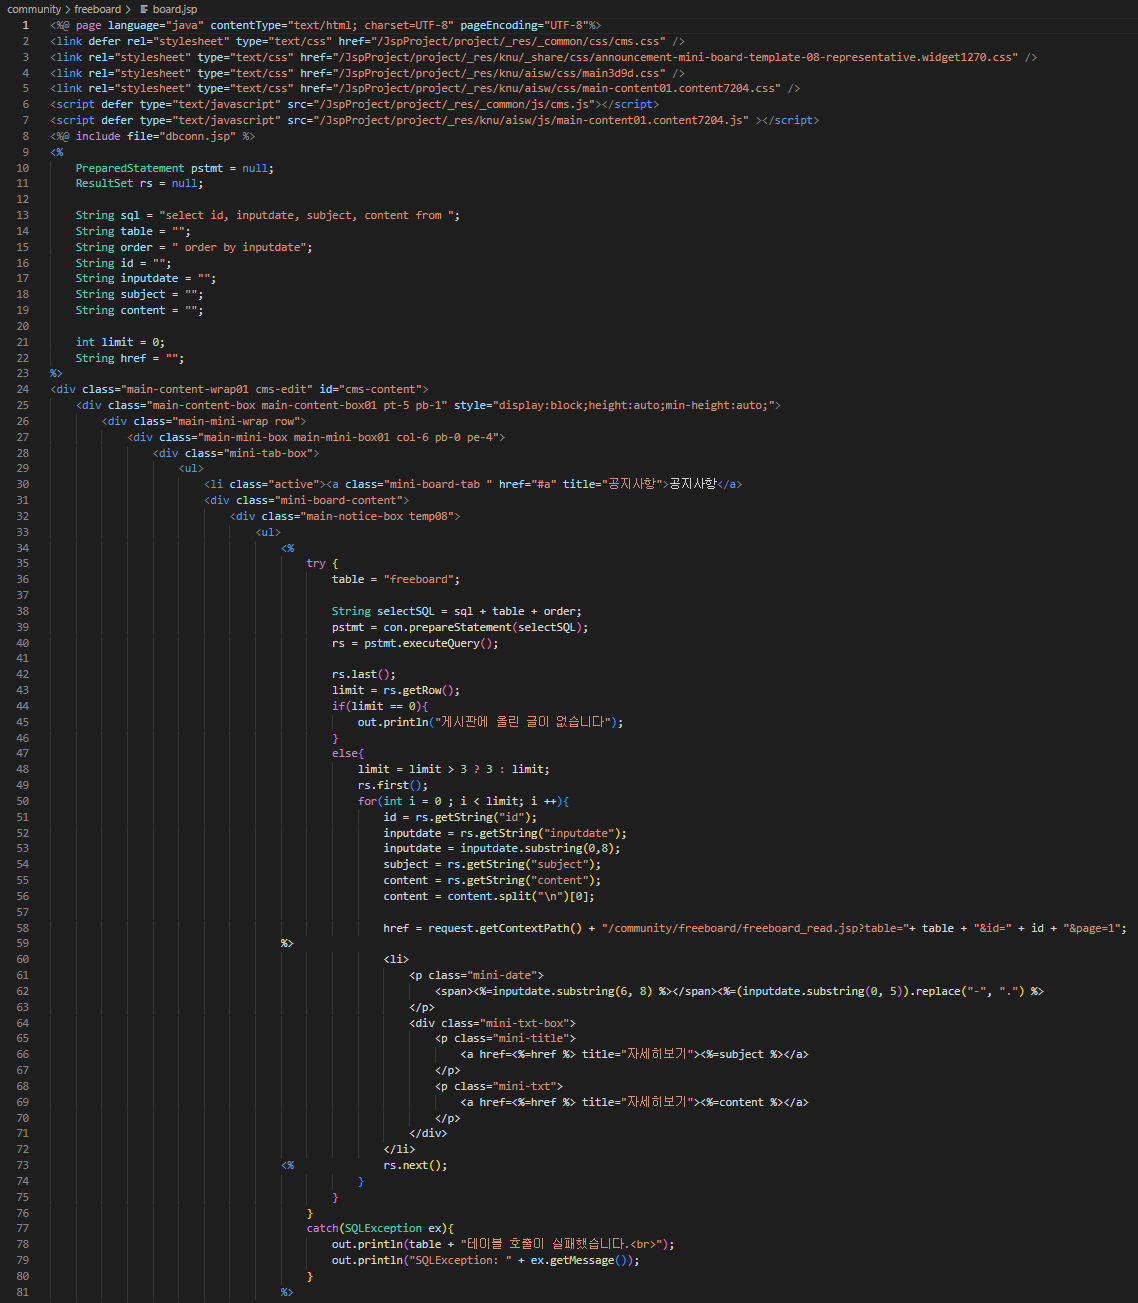 community > freeboard > board.jsp
1 <%@ page language="java" contentType="text/html; charset=UTF-8" pageEncoding="UTF-8"%>
2 <link defer rel="stylesheet" type="text/css" href="/JspProject/project/_res/_common/css/cms.css" />
3 <link rel="stylesheet" type="text/css" href="/JspProject/project/_res/knu/_share/css/announcement-mini-board-template-08-representative.widget1270.css" />
4 <link rel="stylesheet" type="text/css" href="/JspProject/project/_res/knu/aisw/css/main3d9d.css" />
5 <link rel="stylesheet" type="text/css" href="/JspProject/project/_res/knu/aisw/css/main-content01.content7204.css" />
6 <script defer type="text/javascript" src="/JspProject/project/_res/_common/js/cms.js"></script>
7 <script defer type="text/javascript" src="/JspProject/project/_res/knu/aisw/js/main-content01.content7204.js" ></script>
8 <%@ include file="dbconn.jsp" %>
9 <%
10 PreparedStatement pstmt = null;
11 ResultSet rs = null;
12
13 String sql = "select id, inputdate, subject, content from ";
14 String table = "";
15 String order = " order by inputdate";
16 String id = "";
17 String inputdate = "";
18 String subject = "";
19 String content = "";
20
21 int limit = 0;
22 String href = "";
23 %>
24 <div class="main-content-wrap01 cms-edit" id="cms-content">
25 <div class="main-content-box main-content-box01 pt-5 pb-1" style="display:block;height:auto;min-height:auto;">
26 <div class="main-mini-wrap row">
27 <div class="main-mini-box main-mini-box01 col-6 pb-0 pe-4">
28 <div class="mini-tab-box">
29 <ul>
30 <li class="active"><a class="mini-board-tab " href="#a" title="공지사항">공지사항</a>
31 <div class="mini-board-content">
32 <div class="main-notice-box temp08">
33 <ul>
34 <%
35 try {
36 table = "freeboard";
37
38 String selectSQL = sql + table + order;
39 pstmt = con.prepareStatement(selectSQL);
40 rs = pstmt.executeQuery();
41
42 rs.last();
43 limit = rs.getRow();
44 if(limit == 0){
45 out.println("게시판에 올린 글이 없습니다");
46 }
47 else{
48 limit = limit > 3 ? 3 : limit;
49 rs.first();
50 for(int i = 0 ; i < limit; i ++){
51 id = rs.getString("id");
52 inputdate = rs.getString("inputdate");
53 inputdate = inputdate.substring(0,8);
54 subject = rs.getString("subject");
55 content = rs.getString("content");
56 content = content.split("\n")[0];
57
58 href = request.getContextPath() + "/community/freeboard/freeboard_read.jsp?table="+ table + "&id=" + id + "&page=1";
59 %>
60 <li>
61 <p class="mini-date">
62 <span><%=inputdate.substring(6, 8) %></span><%=(inputdate.substring(0, 5)).replace("-", ".") %>
63 </p>
64 <div class="mini-txt-box">
65 <p class="mini-title">
66 <a href=<%=href %> title="자세히보기"><%=subject %></a>
67 </p>
68 <p class="mini-txt">
69 <a href=<%=href %> title="자세히보기"><%=content %></a>
70 </p>
71 </div>
72 </li>
73 <% rs.next();
74 }
75 }
76 }
77 catch(SQLException ex){
78 out.println(table + "테이블 호출이 실패했습니다.<br>");
79 out.println("SQLException: " + ex.getMessage());
80 }
81 %>